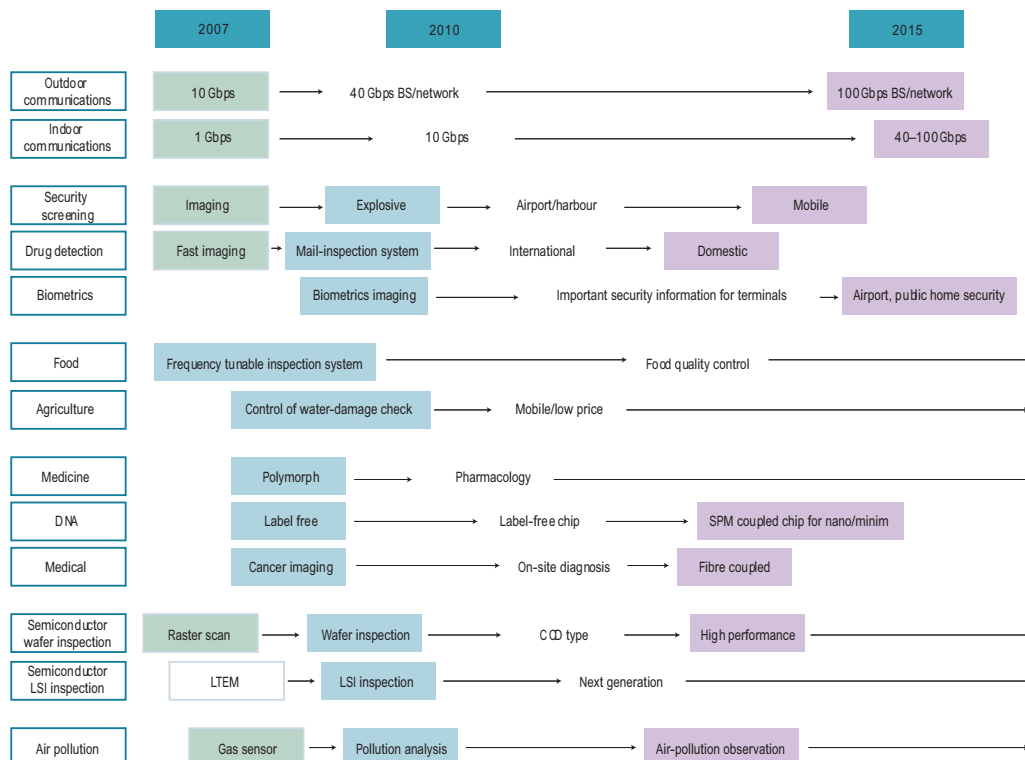 2007 2010 2015
Outdoor
communications
10 Gbps 40 Gbps BS/network 100 Gbps BS/network
Indoor
communications
1 Gbps 10 Gbps 40–100 Gbps
Security
screening
Imaging Explosive Airport/harbour Mobile
Drug detection Fast imaging Mail-inspection system International Domestic
Biometrics Biometrics imaging Important security information for terminals Airport, public home security
Food Frequency tunable inspection system Food quality control
Agriculture Control of water-damage check Mobile/low price
Medicine Polymorph Pharmacology
DNA Label free Label-free chip SPM coupled chip for nano/minim
Medical Cancer imaging On-site diagnosis Fibre coupled
Semiconductor
wafer inspection
Raster scan Wafer inspection CCD type High performance
Semiconductor
LSI inspection
LTEM LSI inspection Next generation
Air pollution Gas sensor Pollution analysis Air-pollution observation